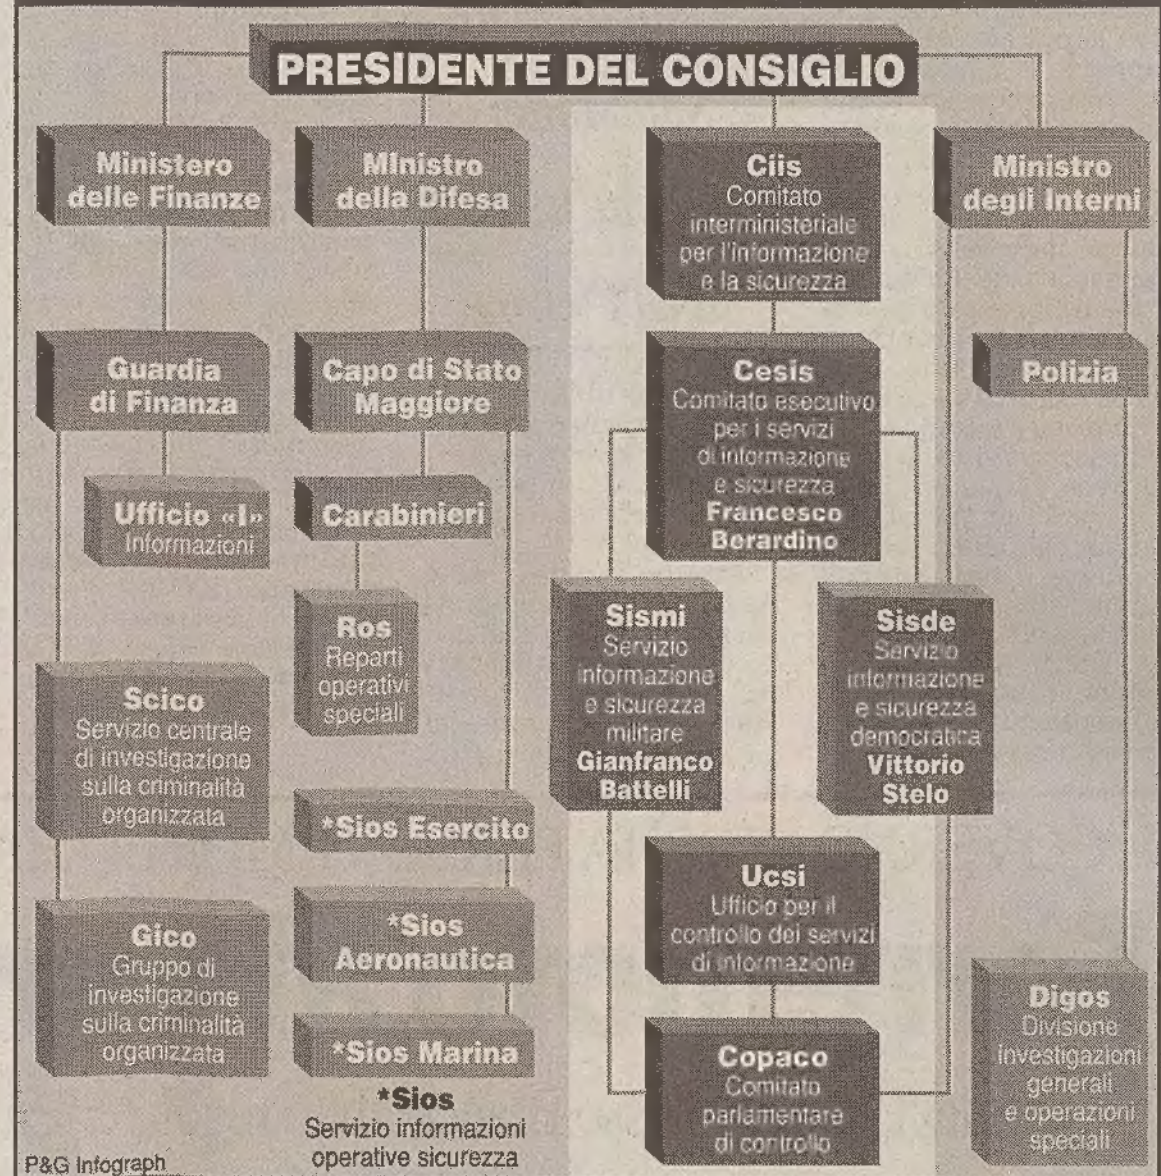 PRESIDENTE DEL CONSIGLIO
Ministero
delle Finanze
MInistro
della Difesa
Ciis
Comitato
interministeriale
per l'informazione
e la sicurezza
Ministro
degli Interni
Guardia
di Finanza
Capo di Stato
Maggiore
Cesis
Comitato esecutivo
per i servizi
di informazione
e sicurezza
Francesco
Berardino
Polizia
Ufficio «I»
Informazioni
Carabinieri
Ros
Reparti
operativi
speciali
Sismi
Servizio
informazione
e sicurezza
militare
Gianfranco
Battelli
Sisde
Servizio
informazione
e sicurezza
democratica
Vittorio
Stelo
Scico
Servizio centrale
di investigazione
sulla criminalità
organizzata
*Sios Esercito
Ucsi
Ufficio per il
controllo dei servizi
di informazione
Gico
Gruppo di
investigazione
sulla criminalità
organizzata
*Sios
Aeronautica
*Sios Marina
Copaco
Comitato
parlamentare
di controllo
Digos
Divisione
investigazioni
generali
e operazioni
speciali
*Sios
Servizio informazioni
operative sicurezza
P&G Infograph